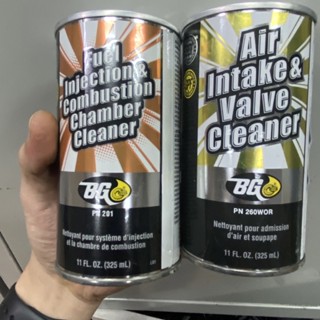 Fuel
Injection &
Combustion
Chamber
Cleaner
BG
PN 201
Nettoyant pour système d'injection
et la chambre de combustion
11 FL. OZ. (325 mL)
Air
Intake &
Valve
Cleaner
BG
PN 260WOR
Nettoyant pour admission
d'air et soupape
11 FL. OZ. (325 mL)